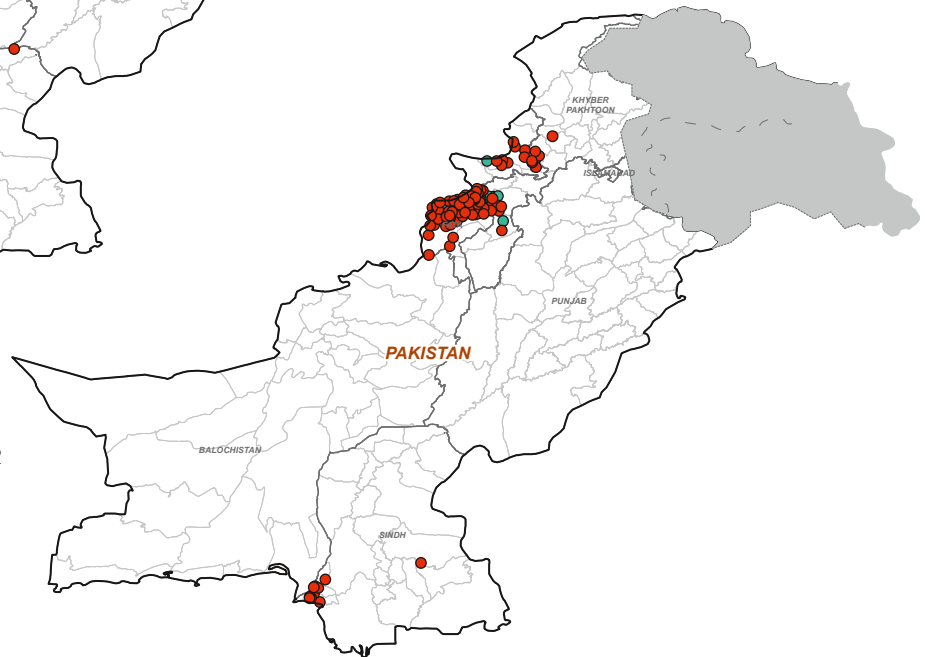 KHYBER
PAKHTOON
ISLAMABAD
PUNJAB
PAKISTAN
BALOCHISTAN
SINDH